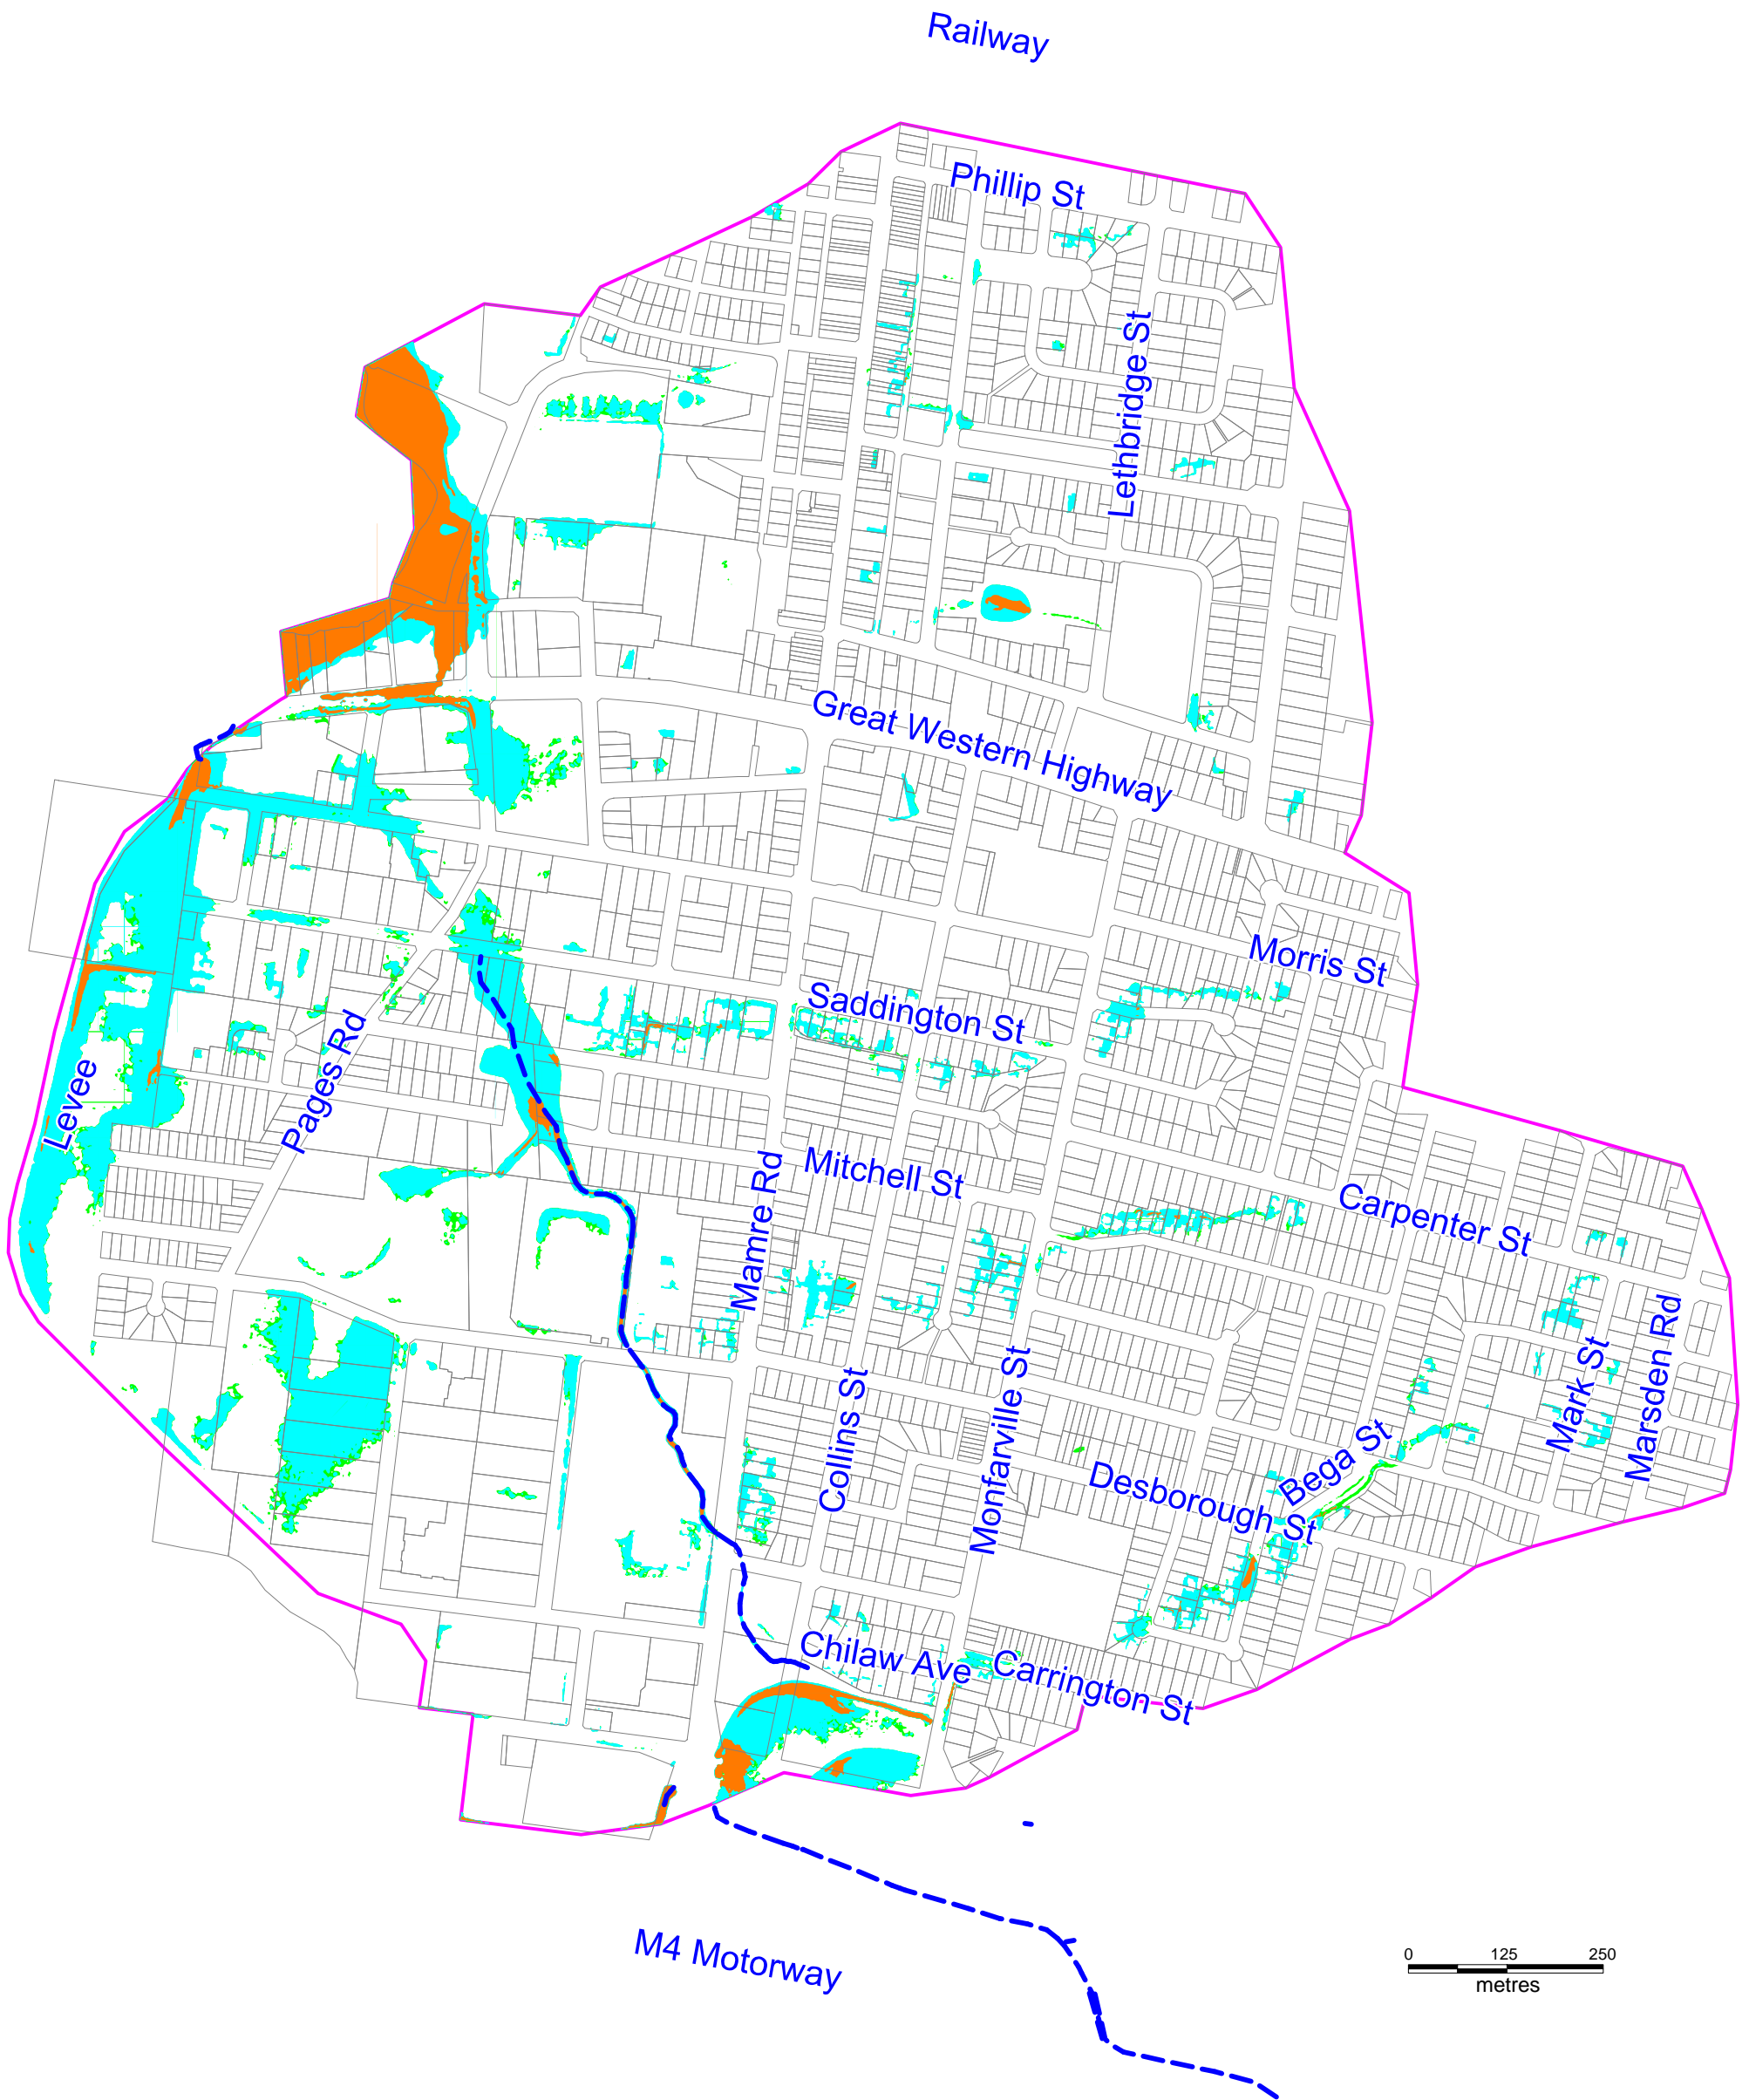 Railway
Phillip St
Lethbridge St
Great Western Highway
Morris St
Saddington St
Pages Rd
Levee
Mitchell St
Mamre Rd
Carpenter St
Marsden Rd
Mark St
Collins St
Monfarville St
Bega St
Desborough St
Chilaw Ave
Carrington St
M4 Motorway
0 125 250
metres